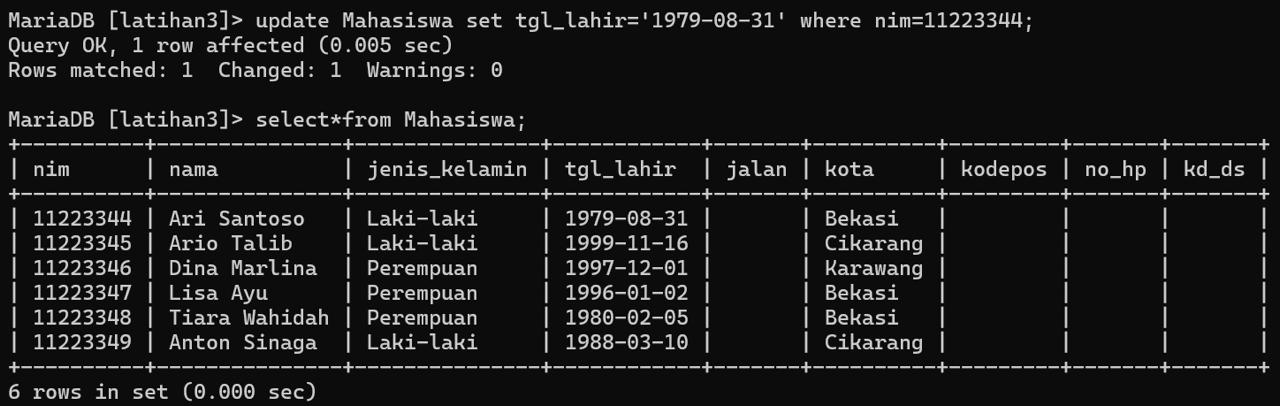 MariaDB [latihan3]> update Mahasiswa set tgl_lahir='1979-08-31' where nim=11223344;
Query OK, 1 row affected (0.005 sec)
Rows matched: 1  Changed: 1  Warnings: 0

MariaDB [latihan3]> select*from Mahasiswa;
+----------+---------------+---------------+------------+-------+----------+---------+-------+-------+
| nim      | nama          | jenis_kelamin | tgl_lahir  | jalan | kota     | kodepos | no_hp | kd_ds |
+----------+---------------+---------------+------------+-------+----------+---------+-------+-------+
| 11223344 | Ari Santoso   | Laki-laki     | 1979-08-31 |       | Bekasi   |         |       |       |
| 11223345 | Ario Talib    | Laki-laki     | 1999-11-16 |       | Cikarang |         |       |       |
| 11223346 | Dina Marlina  | Perempuan     | 1997-12-01 |       | Karawang |         |       |       |
| 11223347 | Lisa Ayu      | Perempuan     | 1996-01-02 |       | Bekasi   |         |       |       |
| 11223348 | Tiara Wahidah | Perempuan     | 1980-02-05 |       | Bekasi   |         |       |       |
| 11223349 | Anton Sinaga  | Laki-laki     | 1988-03-10 |       | Cikarang |         |       |       |
+----------+---------------+---------------+------------+-------+----------+---------+-------+-------+
6 rows in set (0.000 sec)